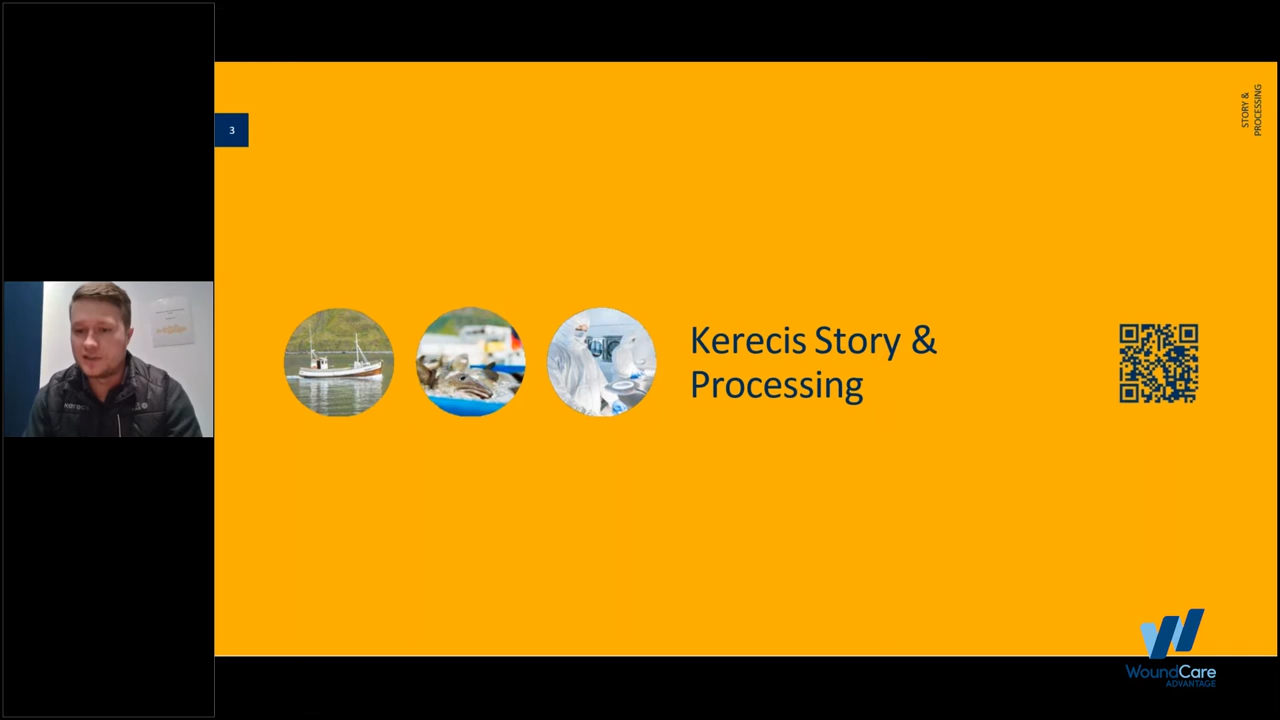 3
STORY &
PROCESSING
Kerecis Story &
Processing
WoundCare
ADVANTAGE